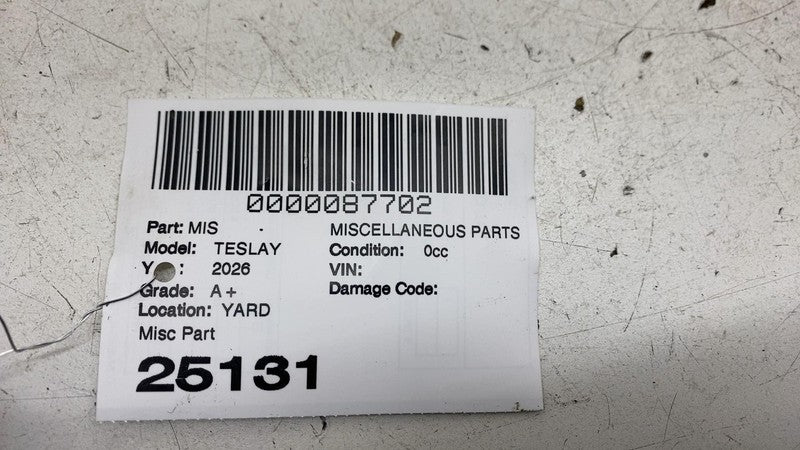 0000087702
Part: MIS - MISCELLANEOUS PARTS
Model: TESLAY Condition: 0cc
Y : 2026 VIN:
Grade: A+ Damage Code:
Location: YARD
Misc Part
25131